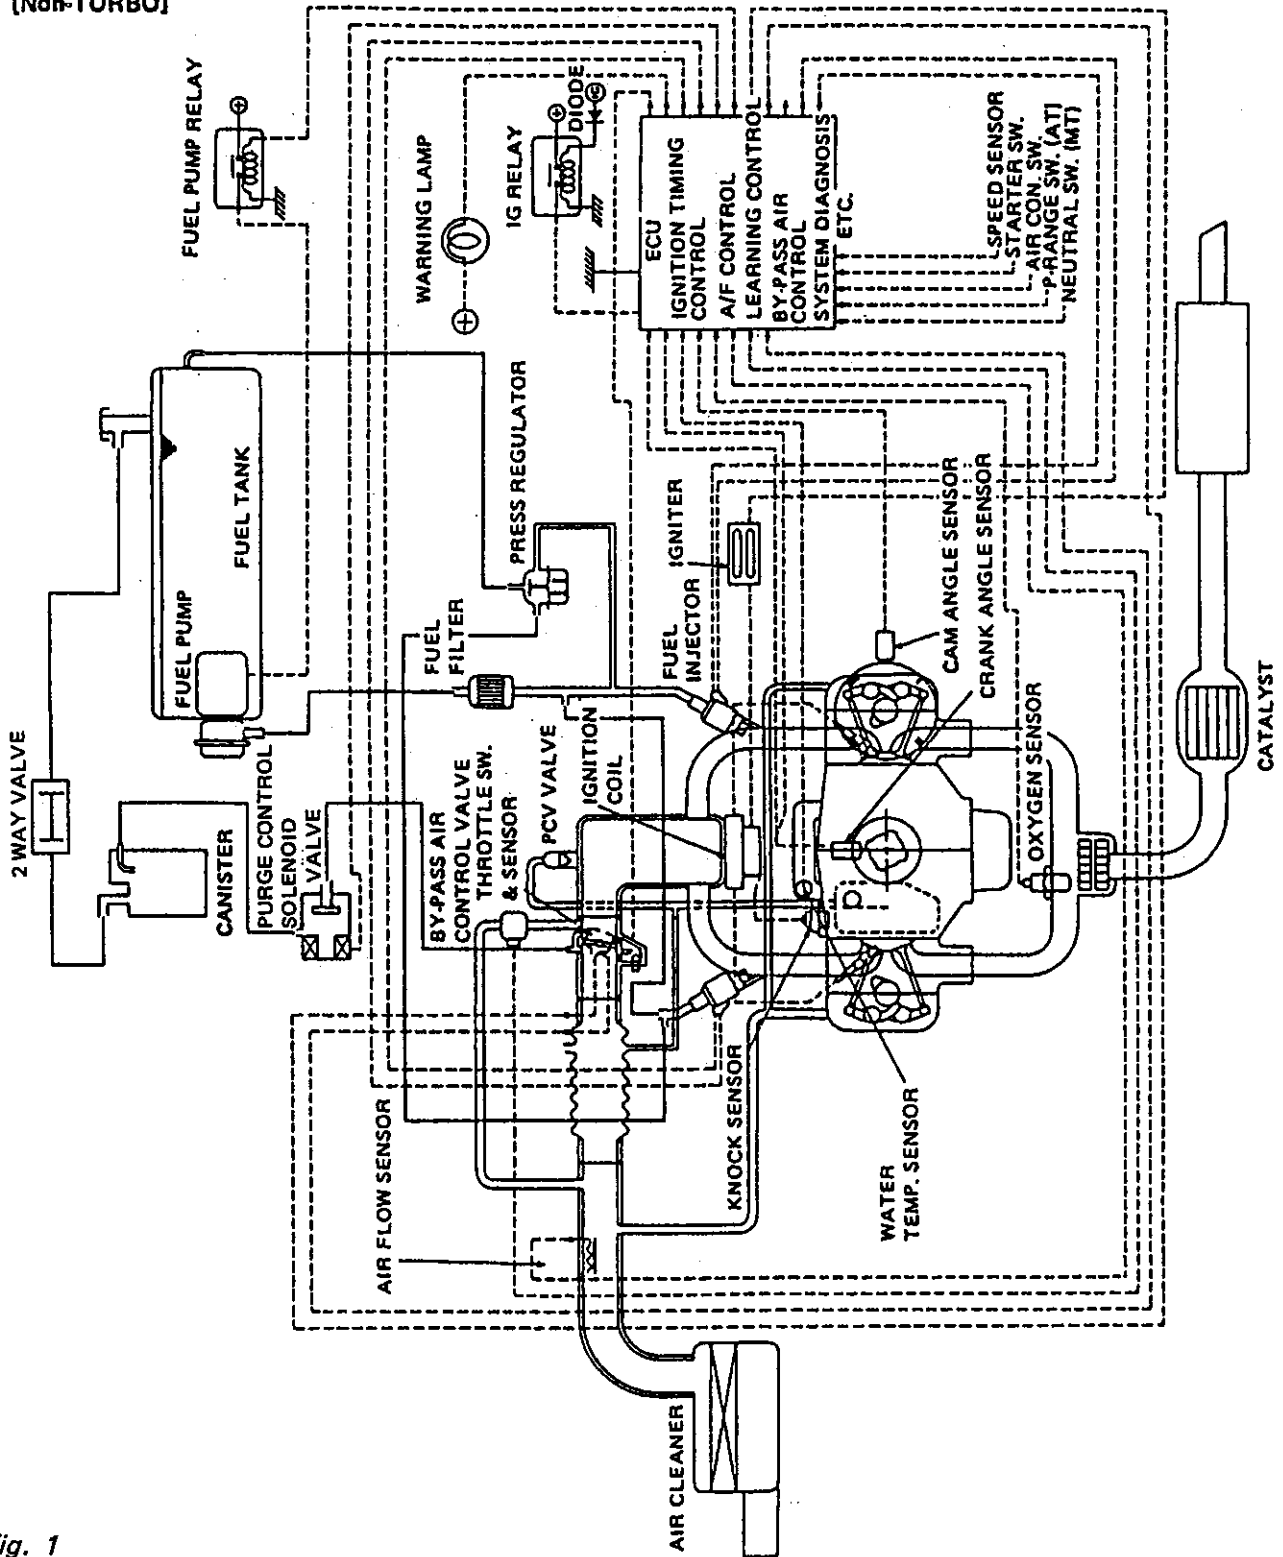 [Non-TURBO]
FUEL PUMP RELAY
WARNING LAMP
IG RELAY
DIODE
ECU
IGNITION TIMING
CONTROL
A/F CONTROL
LEARNING CONTROL
BY-PASS AIR
CONTROL
SYSTEM DIAGNOSIS
ETC.
SPEED SENSOR
STARTER SW.
AIR CON. SW.
P-RANGE SW. (AT)
NEUTRAL SW. (MT)
2 WAY VALVE
FUEL PUMP
FUEL TANK
CANISTER
PURGE CONTROL
SOLENOID
VALVE
PRESS REGULATOR
FUEL
FILTER
BY-PASS AIR
CONTROL VALVE
THROTTLE SW.
& SENSOR
PCV VALVE
IGNITION
COIL
FUEL
INJECTOR
IGNITER
CAM ANGLE SENSOR
CRANK ANGLE SENSOR
OXYGEN SENSOR
CATALYST
AIR FLOW SENSOR
KNOCK SENSOR
WATER
TEMP. SENSOR
AIR CLEANER
ig. 1